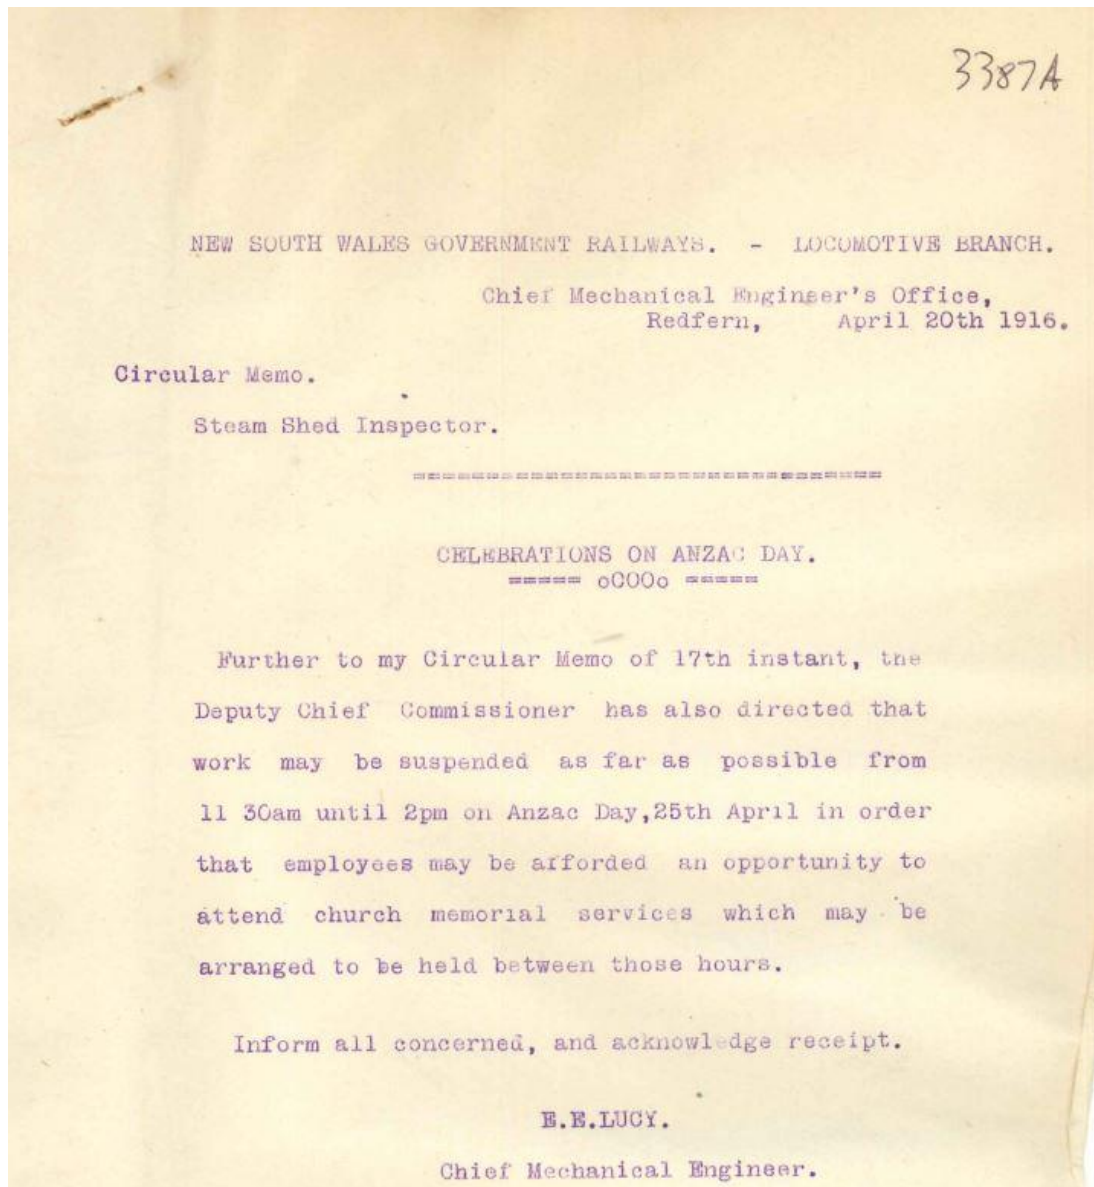 3387A
NEW SOUTH WALES GOVERNMENT RAILWAYS. - LOCOMOTIVE BRANCH.
Chief Mechanical Engineer's Office,
Redfern, April 20th 1916.
Circular Memo.
Steam Shed Inspector.
================================
CELEBRATIONS ON ANZAC DAY.
===== oOOOo =====
Further to my Circular Memo of 17th instant, the
Deputy Chief Commissioner has also directed that
work may be suspended as far as possible from
11 30am until 2pm on Anzac Day,25th April in order
that employees may be afforded an opportunity to
attend church memorial services which may be
arranged to be held between those hours.
Inform all concerned, and acknowledge receipt.
E.E.LUCY.
Chief Mechanical Engineer.